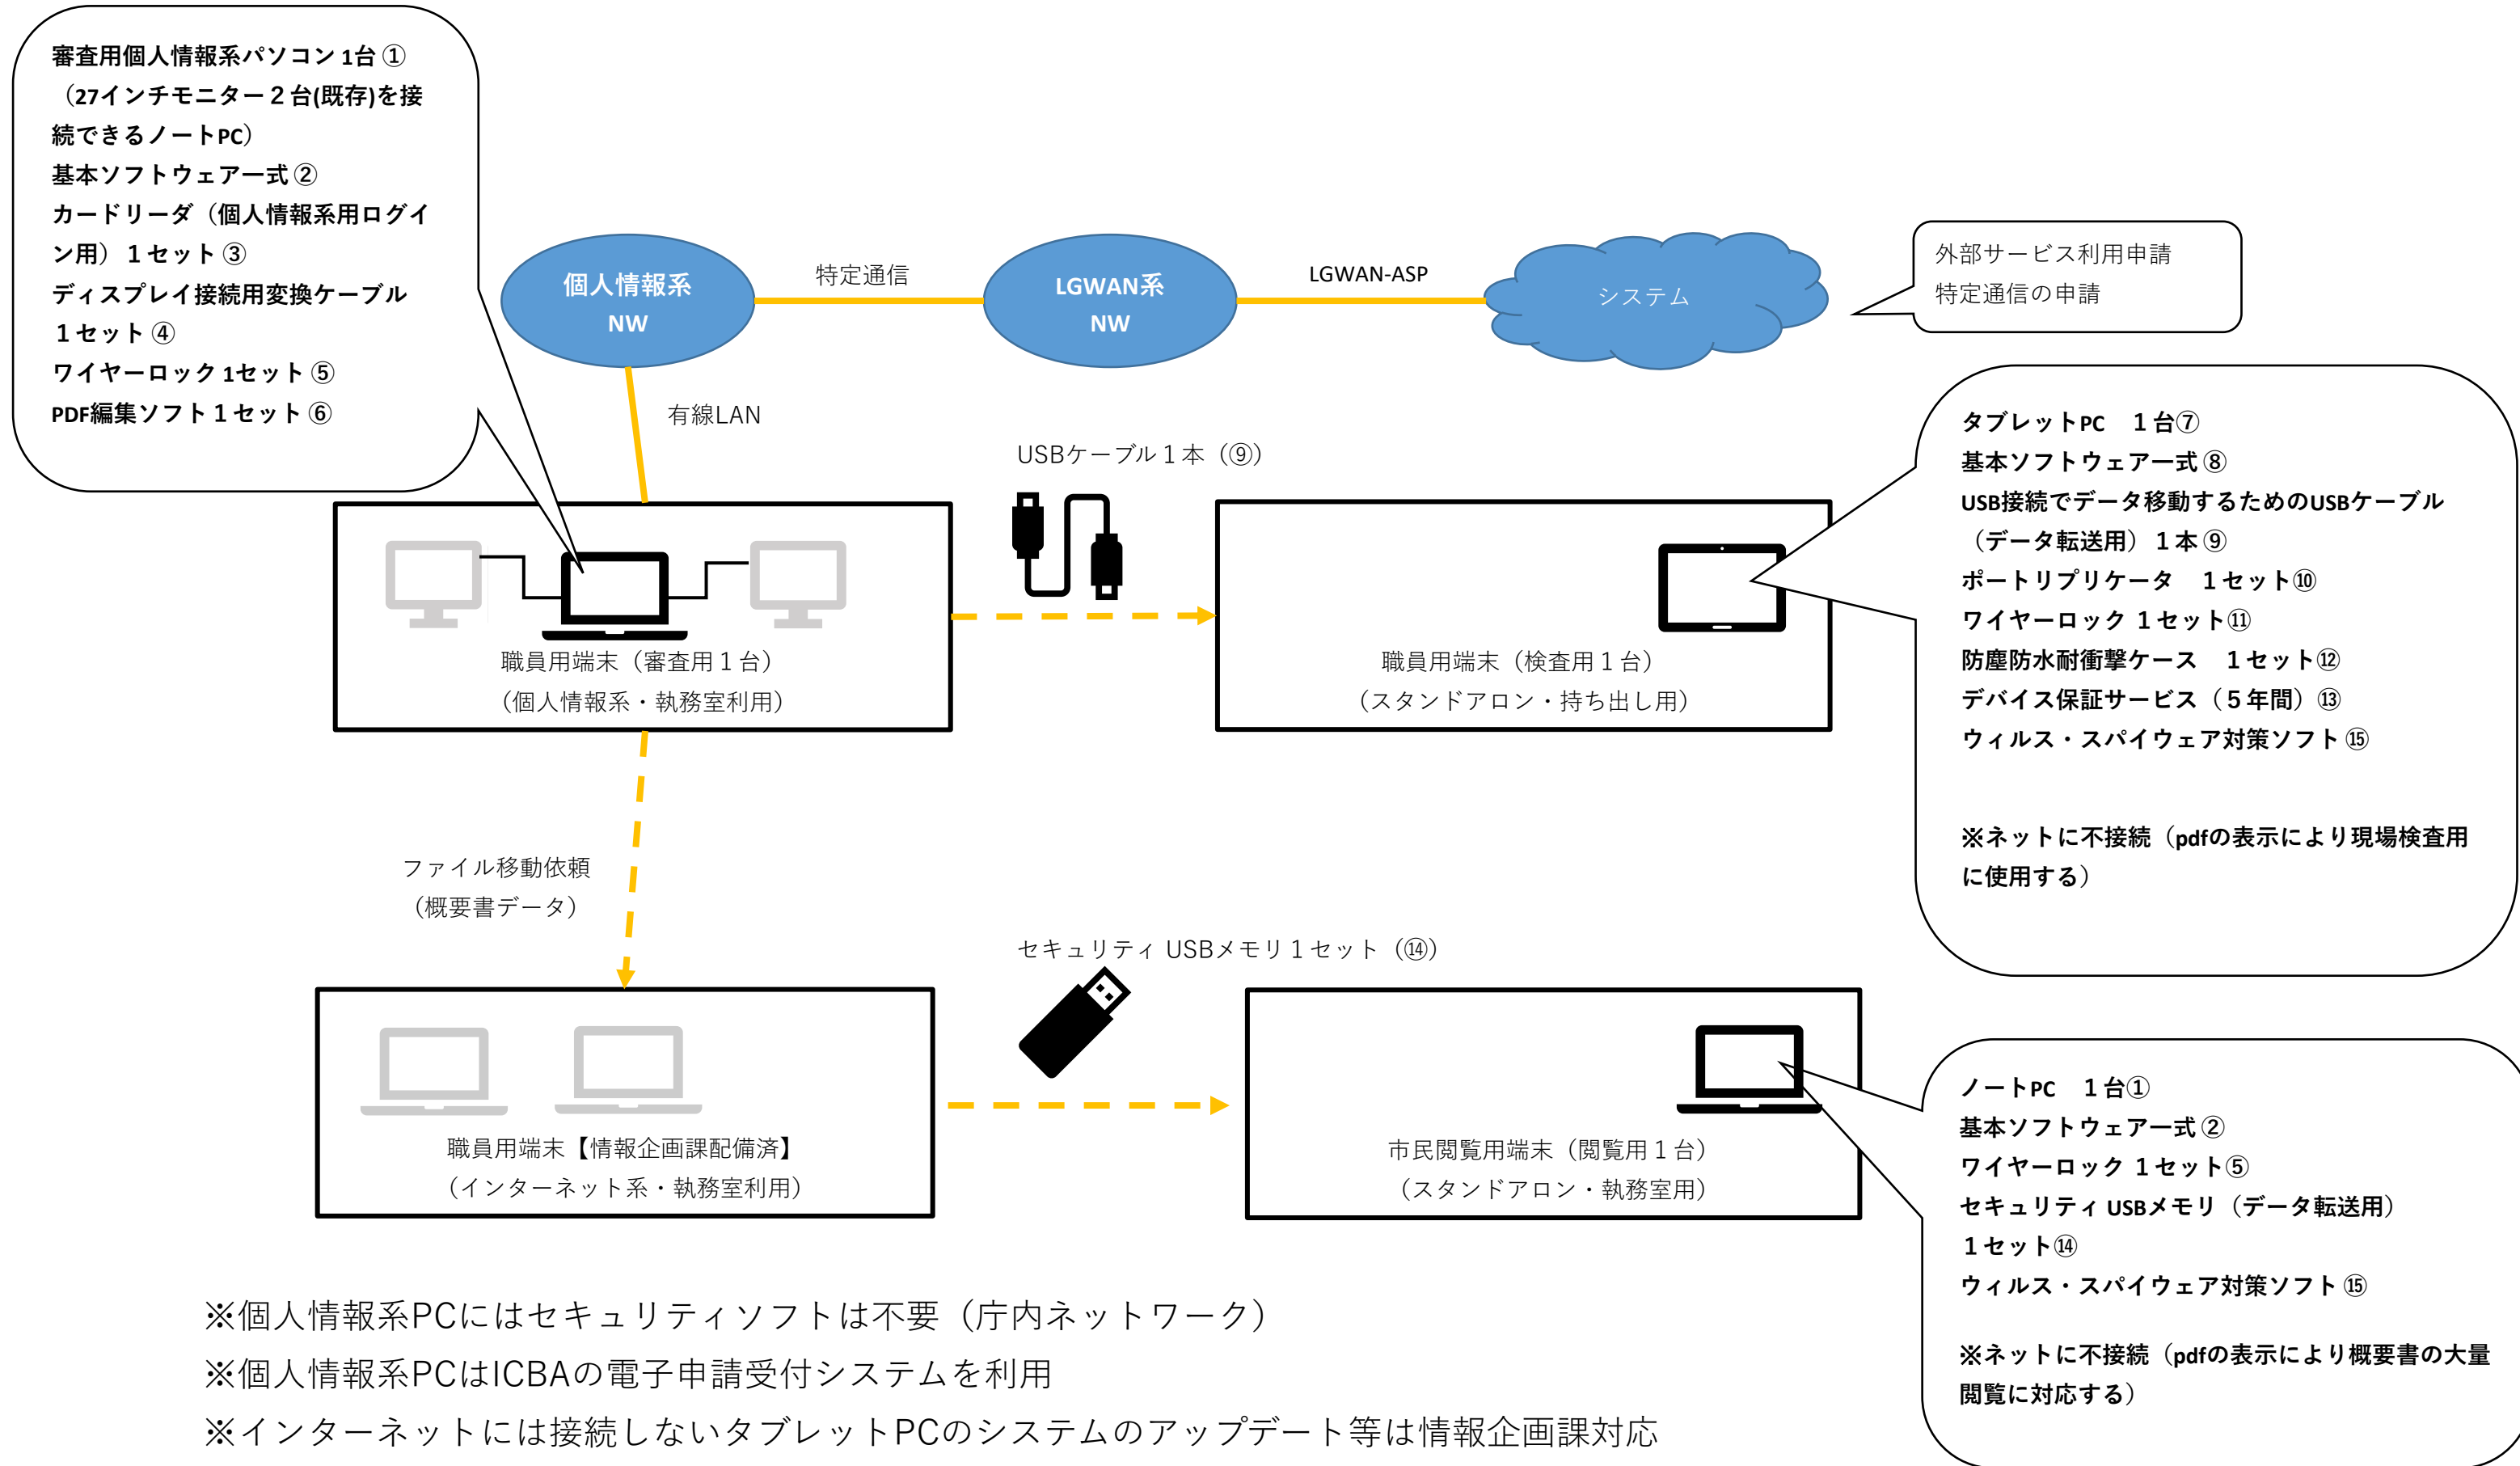 審査用個人情報系パソコン 1台 ①
（27インチモニター２台(既存)を接
続できるノートPC）
基本ソフトウェア一式 ②
カードリーダ（個人情報系用ログイ
ン用）１セット ③
ディスプレイ接続用変換ケーブル
１セット ④
ワイヤーロック 1セット ⑤
PDF編集ソフト１セット ⑥
個人情報系
NW
特定通信
LGWAN系
NW
LGWAN-ASP
システム
外部サービス利用申請
特定通信の申請
有線LAN
USBケーブル１本（⑨）
職員用端末（審査用１台）
（個人情報系・執務室利用）
職員用端末（検査用１台）
（スタンドアロン・持ち出し用）
タブレットPC　１台⑦
基本ソフトウェア一式 ⑧
USB接続でデータ移動するためのUSBケーブル
（データ転送用）１本 ⑨
ポートリプリケータ　１セット⑩
ワイヤーロック １セット⑪
防塵防水耐衝撃ケース　１セット⑫
デバイス保証サービス（５年間）⑬
ウィルス・スパイウェア対策ソフト ⑮
※ネットに不接続（pdfの表示により現場検査用
に使用する）
ファイル移動依頼
（概要書データ）
セキュリティ USBメモリ１セット（⑭）
職員用端末【情報企画課配備済】
（インターネット系・執務室利用）
市民閲覧用端末（閲覧用１台）
（スタンドアロン・執務室用）
ノートPC　１台①
基本ソフトウェア一式 ②
ワイヤーロック １セット⑤
セキュリティ USBメモリ（データ転送用）
１セット⑭
ウィルス・スパイウェア対策ソフト ⑮
※ネットに不接続（pdfの表示により概要書の大量
閲覧に対応する）
※個人情報系PCにはセキュリティソフトは不要（庁内ネットワーク）
※個人情報系PCはICBAの電子申請受付システムを利用
※インターネットには接続しないタブレットPCのシステムのアップデート等は情報企画課対応